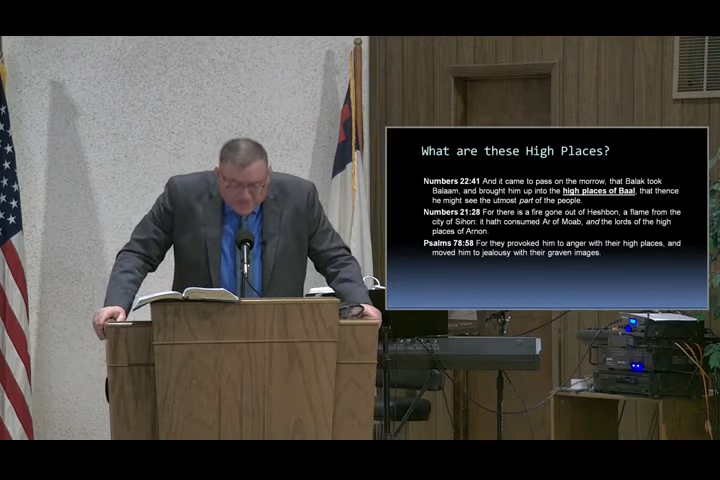 What are these High Places?
Numbers 22:41 And it came to pass on the morrow, that Balak took
Balaam, and brought him up into the high places of Baal, that thence
he might see the utmost part of the people.
Numbers 21:28 For there is a fire gone out of Heshbon, a flame from the
city of Sihon: it hath consumed Ar of Moab, and the lords of the high
places of Arnon.
Psalms 78:58 For they provoked him to anger with their high places, and
moved him to jealousy with their graven images.